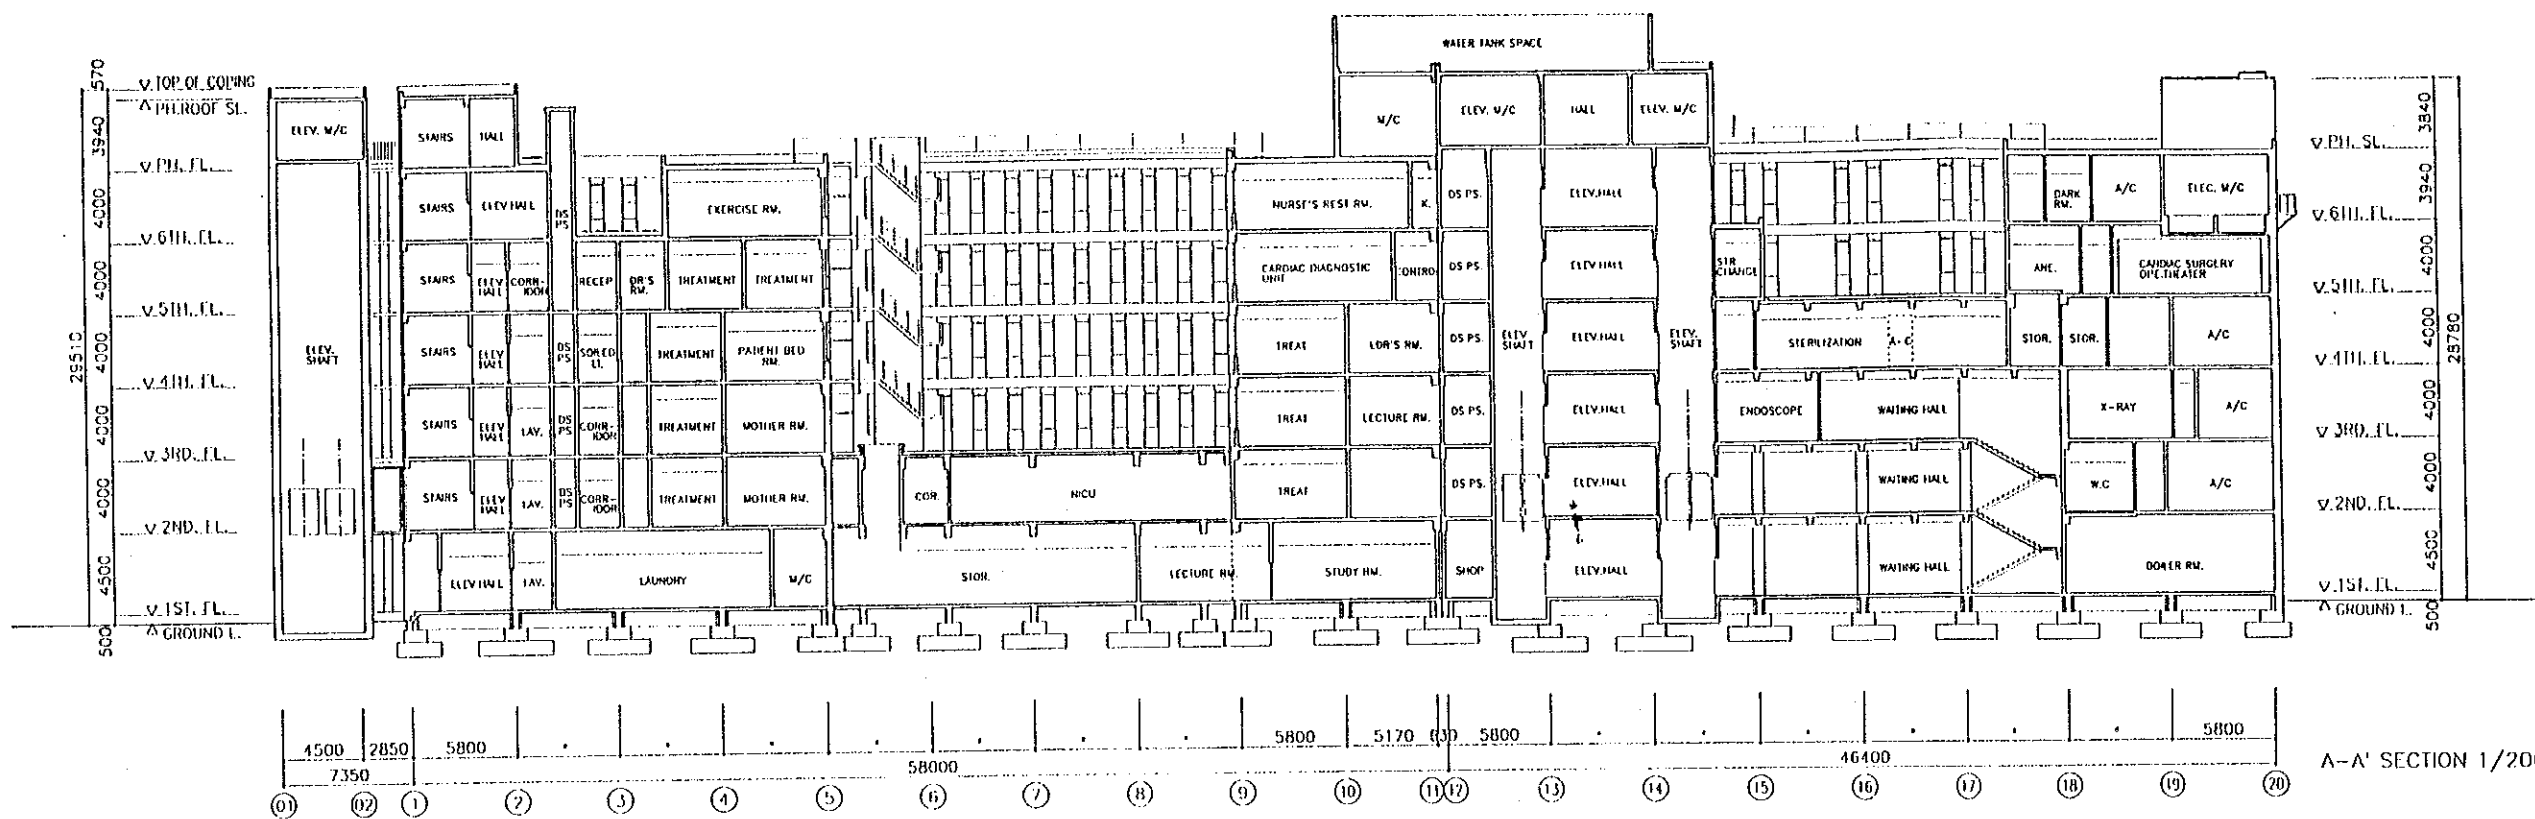 WATER TANK SPACE
570
V TOP OF COPING
Λ PH.ROOF SL.
ELEV. M/C
STAIRS
HALL
M/C
ELEV. M/C
HALL
ELEV. M/C
3940
3840
V PH. FL.
V PH. SL.
STAIRS
ELEV HALL
DS PS
EXERCISE RM.
NURSE'S REST RM.
K.
DS PS.
ELEV.HALL
DARK RM.
A/C
ELEC. M/C
4000
3940
V 6TH. FL.
V 6TH. FL.
STAIRS
ELEV HALL
CORR-IDOR
RECEP
DR'S RM.
TREATMENT
TREATMENT
CARDIAC DIAGNOSTIC UNIT
CONTRO
DS PS.
ELEV.HALL
STR CHANGE
ANE.
CARDIAC SURGERY OPE.THEATER
4000
4000
V 5TH. FL.
V 5TH. FL.
29510
ELEV. SHAFT
STAIRS
ELEV HALL
DS PS
TREATMENT
PATIENT BED RM.
TREAT
DS PS.
ELEV. SHAFT
ELEV.HALL
ELEV. SHAFT
STERILIZATION
STOR.
STOR.
A/C
28780
4000
4000
V 4TH. FL.
V 4TH. FL.
STAIRS
ELEV HALL
LAV.
DS PS
CORR-IDOR
TREATMENT
MOTHER RM.
TREAT
LECTURE RM.
DS PS.
ELEV.HALL
ENDOSCOPE
WAITING HALL
X-RAY
A/C
4000
4000
V 3RD. FL.
V 3RD. FL.
STAIRS
ELEV HALL
LAV.
DS PS
CORR-IDOR
TREATMENT
MOTHER RM.
COR.
NICU
TREAT
DS PS.
ELEV.HALL
WAITING HALL
W.C
A/C
4000
4000
V 2ND. FL.
V 2ND. FL.
ELEV HALL
LAV.
LAUNDRY
M/C
STOR.
LECTURE RM.
STUDY RM.
SHOP
ELEV.HALL
WAITING HALL
4500
4500
V 1ST. FL.
V 1ST. FL.
Λ GROUND L.
Λ GROUND L.
500
500
4500 2850 5800 5800 5170 630 5800 5800
7350 58000 46400
A-A' SECTION 1/200
01 02 1 2 3 4 5 6 7 8 9 10 11 12 13 14 15 16 17 18 19 20